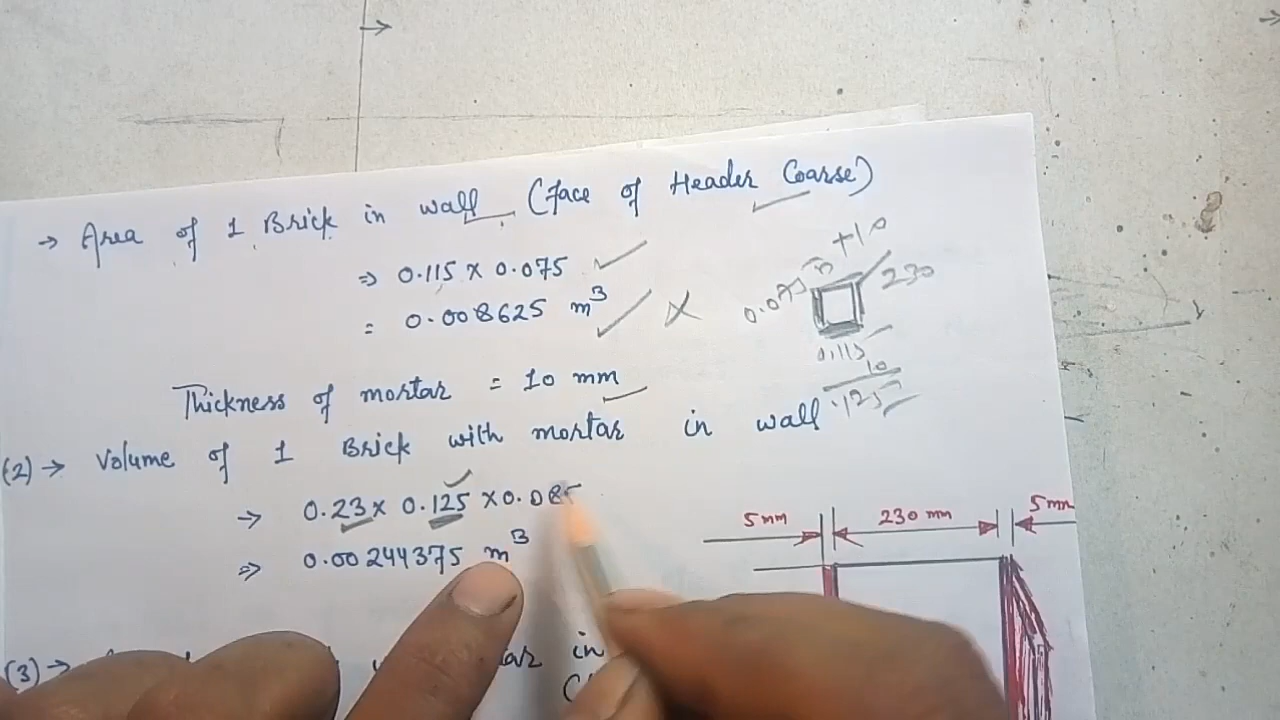 → Area of 1 Brick in wall (Face of Header Coarse)
⇒ 0.115 x 0.075
= 0.008625 m³
+10
230
0.075
0.115
10
.125
Thickness of mortar = 10 mm
(2) → Volume of 1 Brick with mortar in wall
→ 0.23 x 0.125 x 0.085
⇒ 0.00244375 m³
5mm 230 mm 5mm
(3) → in